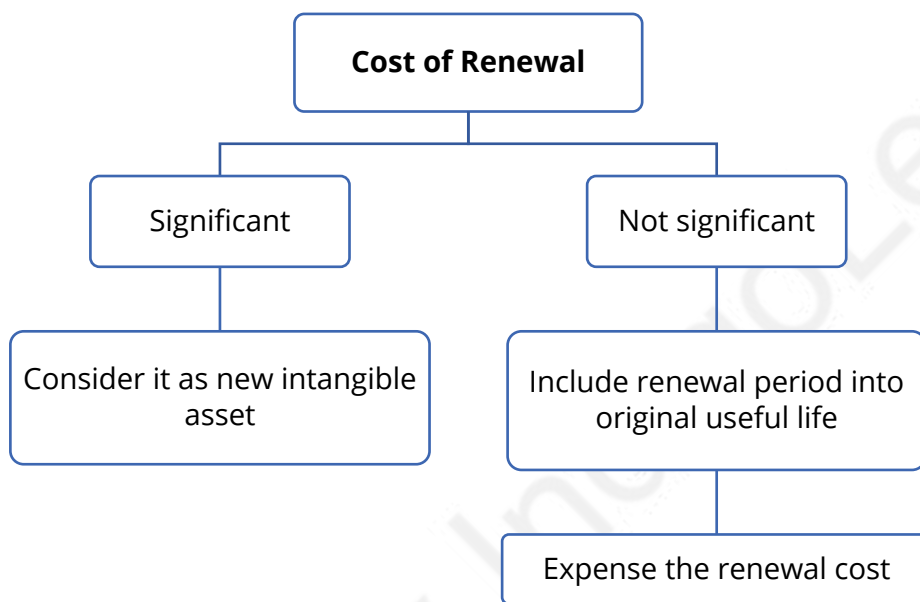 Cost of Renewal
Significant
Not significant
Consider it as new intangible
asset
Include renewal period into
original useful life
Expense the renewal cost